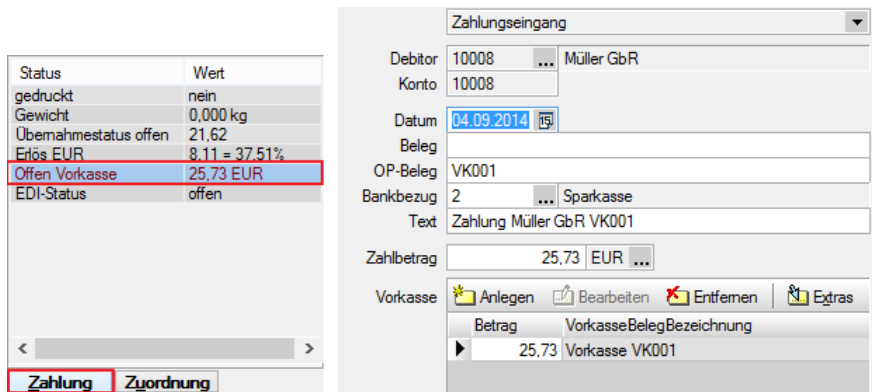 Status Wert
gedruckt nein
Gewicht 0,000 kg
Übernahmestatus offen 21,62
Erlös EUR 8,11 = 37,51%
Offen Vorkasse 25,73 EUR
EDI-Status offen
Zahlung Zuordnung
Zahlungseingang
Debitor 10008 ... Müller GbR
Konto 10008
Datum 04.09.2014 15
Beleg
OP-Beleg VK001
Bankbezug 2 ... Sparkasse
Text Zahlung Müller GbR VK001
Zahlbetrag 25,73 EUR ...
Vorkasse Anlegen Bearbeiten Entfernen Extras
Betrag VorkasseBelegBezeichnung
25,73 Vorkasse VK001